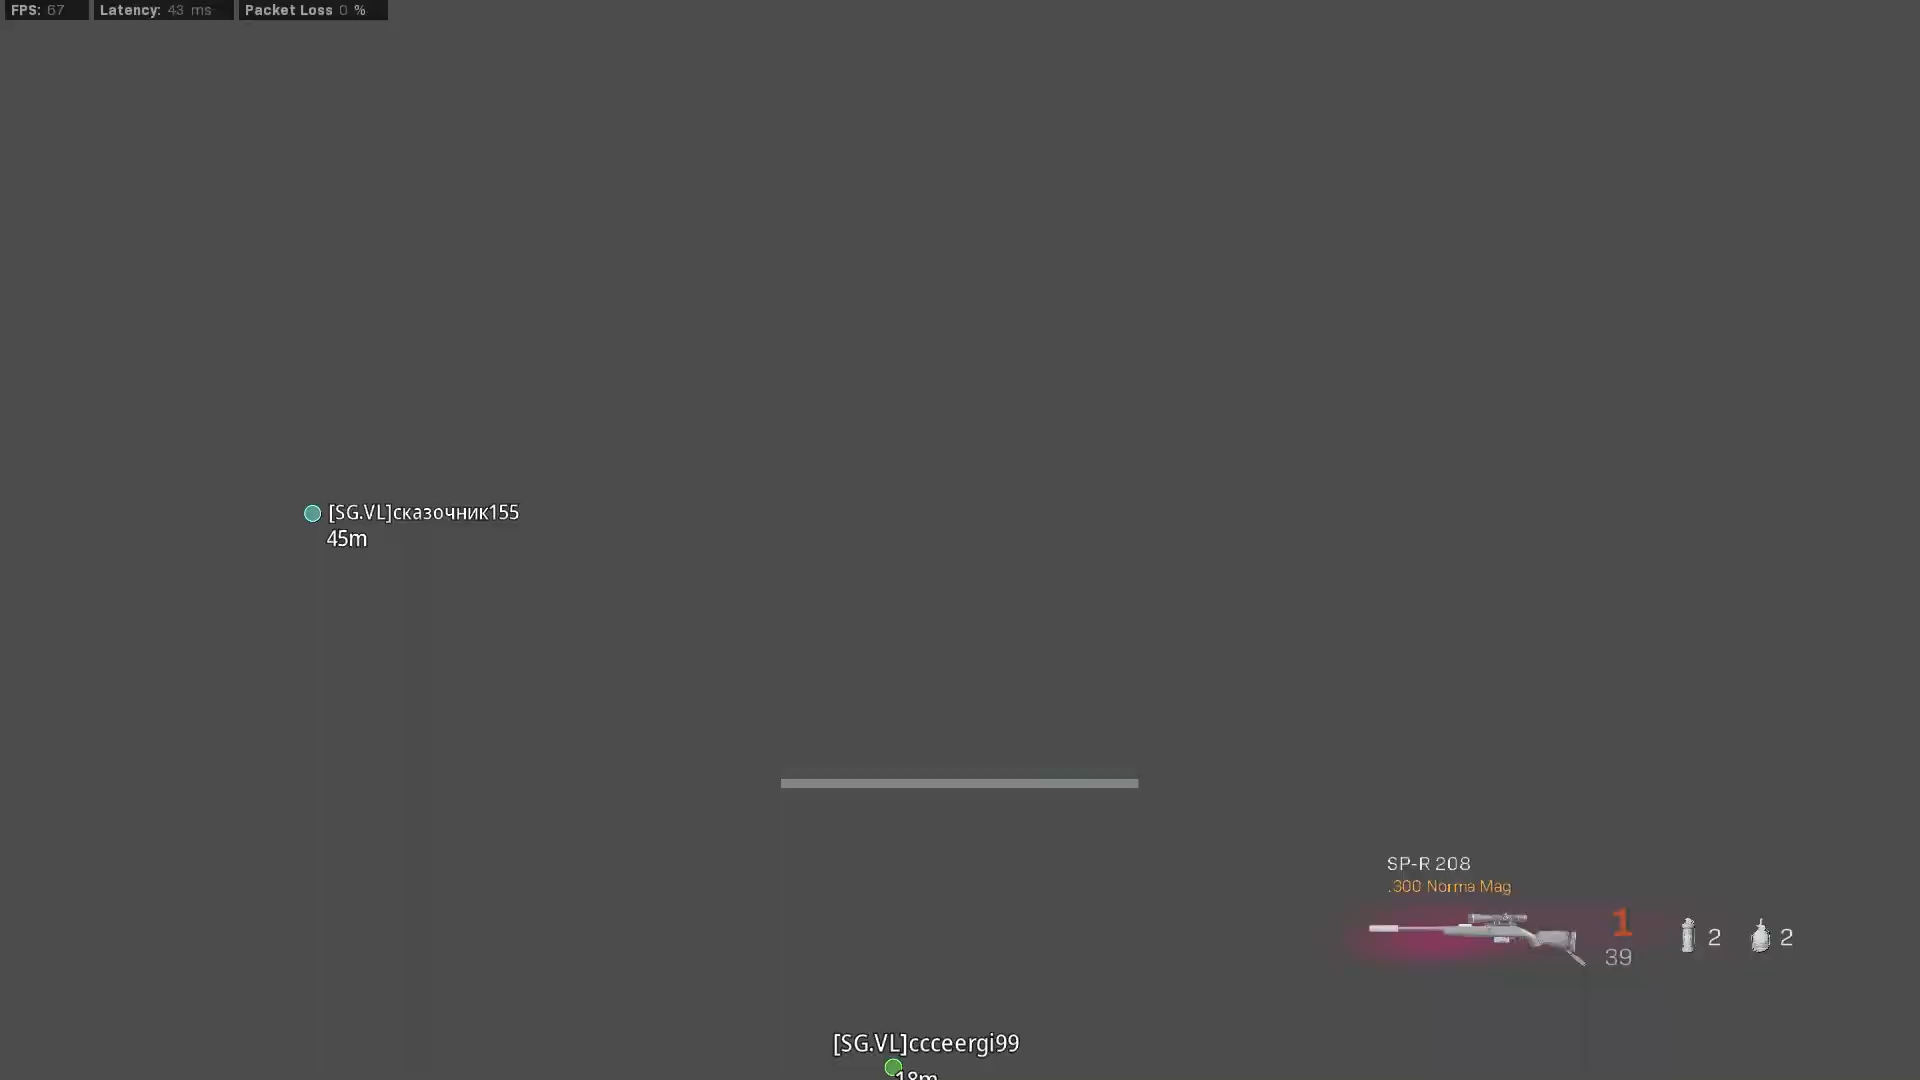 FPS: 67 Latency: 43 ms Packet Loss 0 %
[SG.VL]сказочник155
45m
SP-R 208
.300 Norma Mag
1
39
2 2
[SG.VL]ccceergi99
18m